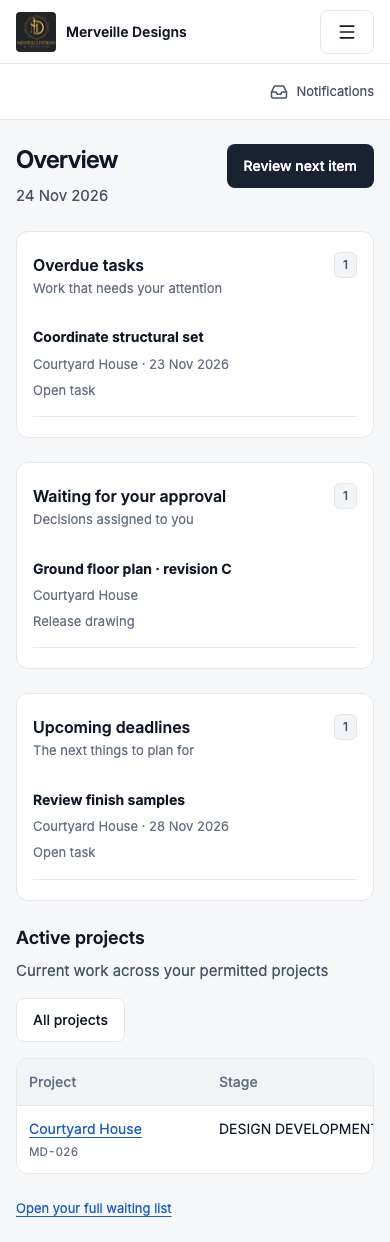 Merveille Designs
Notifications
Overview
Review next item
24 Nov 2026
Overdue tasks
1
Work that needs your attention
Coordinate structural set
Courtyard House · 23 Nov 2026
Open task
Waiting for your approval
1
Decisions assigned to you
Ground floor plan · revision C
Courtyard House
Release drawing
Upcoming deadlines
1
The next things to plan for
Review finish samples
Courtyard House · 28 Nov 2026
Open task
Active projects
Current work across your permitted projects
All projects
Project
Stage
Courtyard House
DESIGN DEVELOPMENT
MD-026
Open your full waiting list